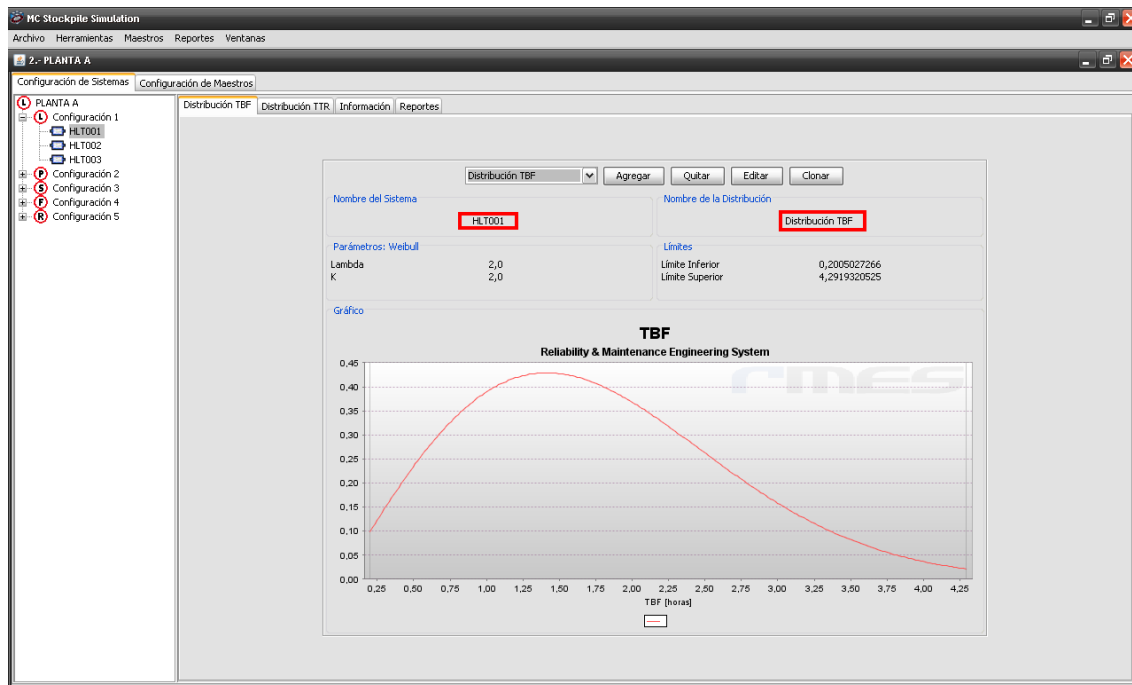 MC Stockpile Simulation
Archivo Herramientas Maestros Reportes Ventanas
2.- PLANTA A
Configuración de Sistemas Configuración de Maestros
PLANTA A
L Configuración 1
HLT001
HLT002
HLT003
P Configuración 2
S Configuración 3
F Configuración 4
R Configuración 5
Distribución TBF Distribución TTR Información Reportes
Distribución TBF Agregar Quitar Editar Clonar
Nombre del Sistema Nombre de la Distribución
HLT001 Distribución TBF
Parámetros: Weibull Límites
Lambda 2,0 Límite Inferior 0,2005027266
K 2,0 Límite Superior 4,2919320525
Gráfico
TBF
Reliability & Maintenance Engineering System
rmes
0,45
0,40
0,35
0,30
0,25
0,20
0,15
0,10
0,05
0,00
0,25 0,50 0,75 1,00 1,25 1,50 1,75 2,00 2,25 2,50 2,75 3,00 3,25 3,50 3,75 4,00 4,25
TBF [horas]